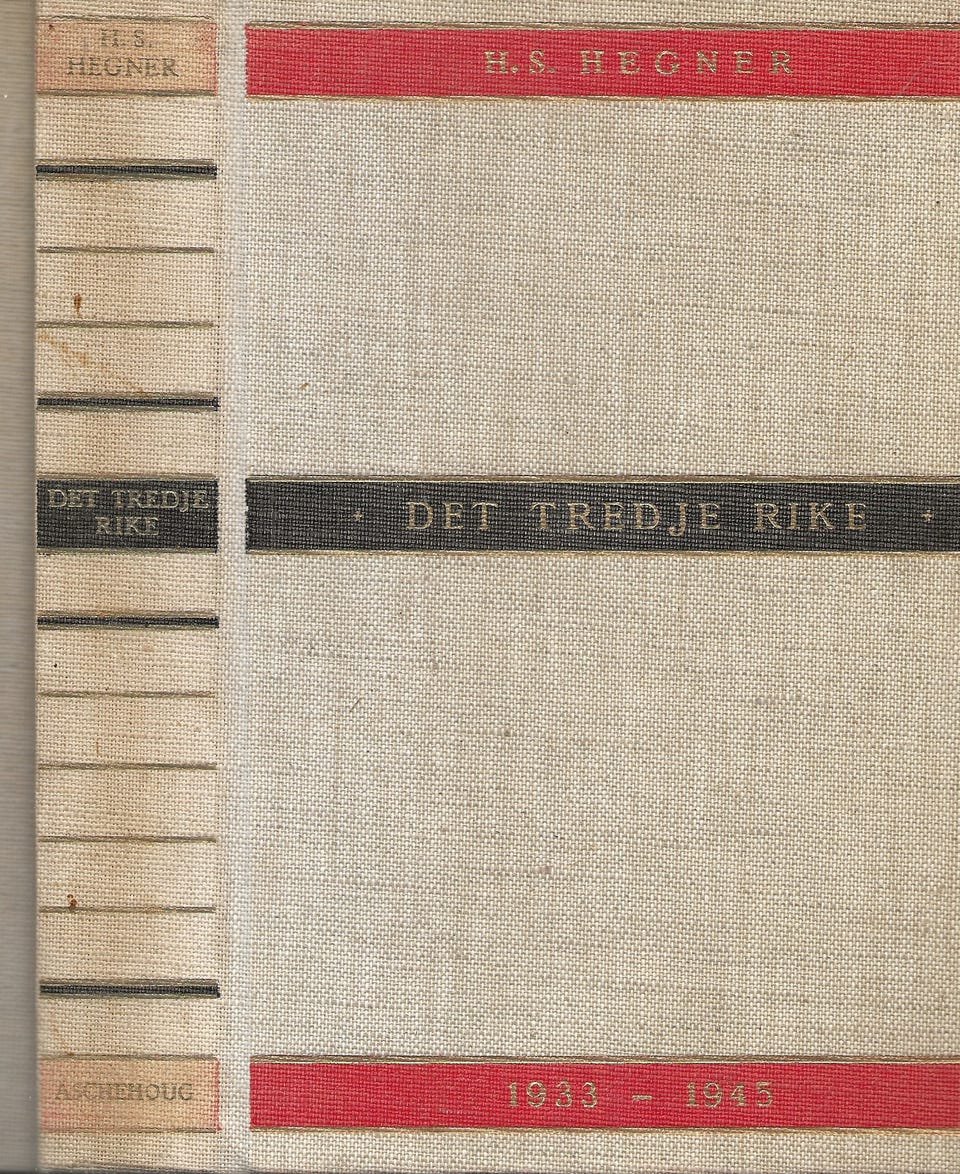 H. S.
HEGNER
DET TREDJE
RIKE
ASCHEHOUG
H. S. HEGNER
DET TREDJE RIKE
1933 – 1945